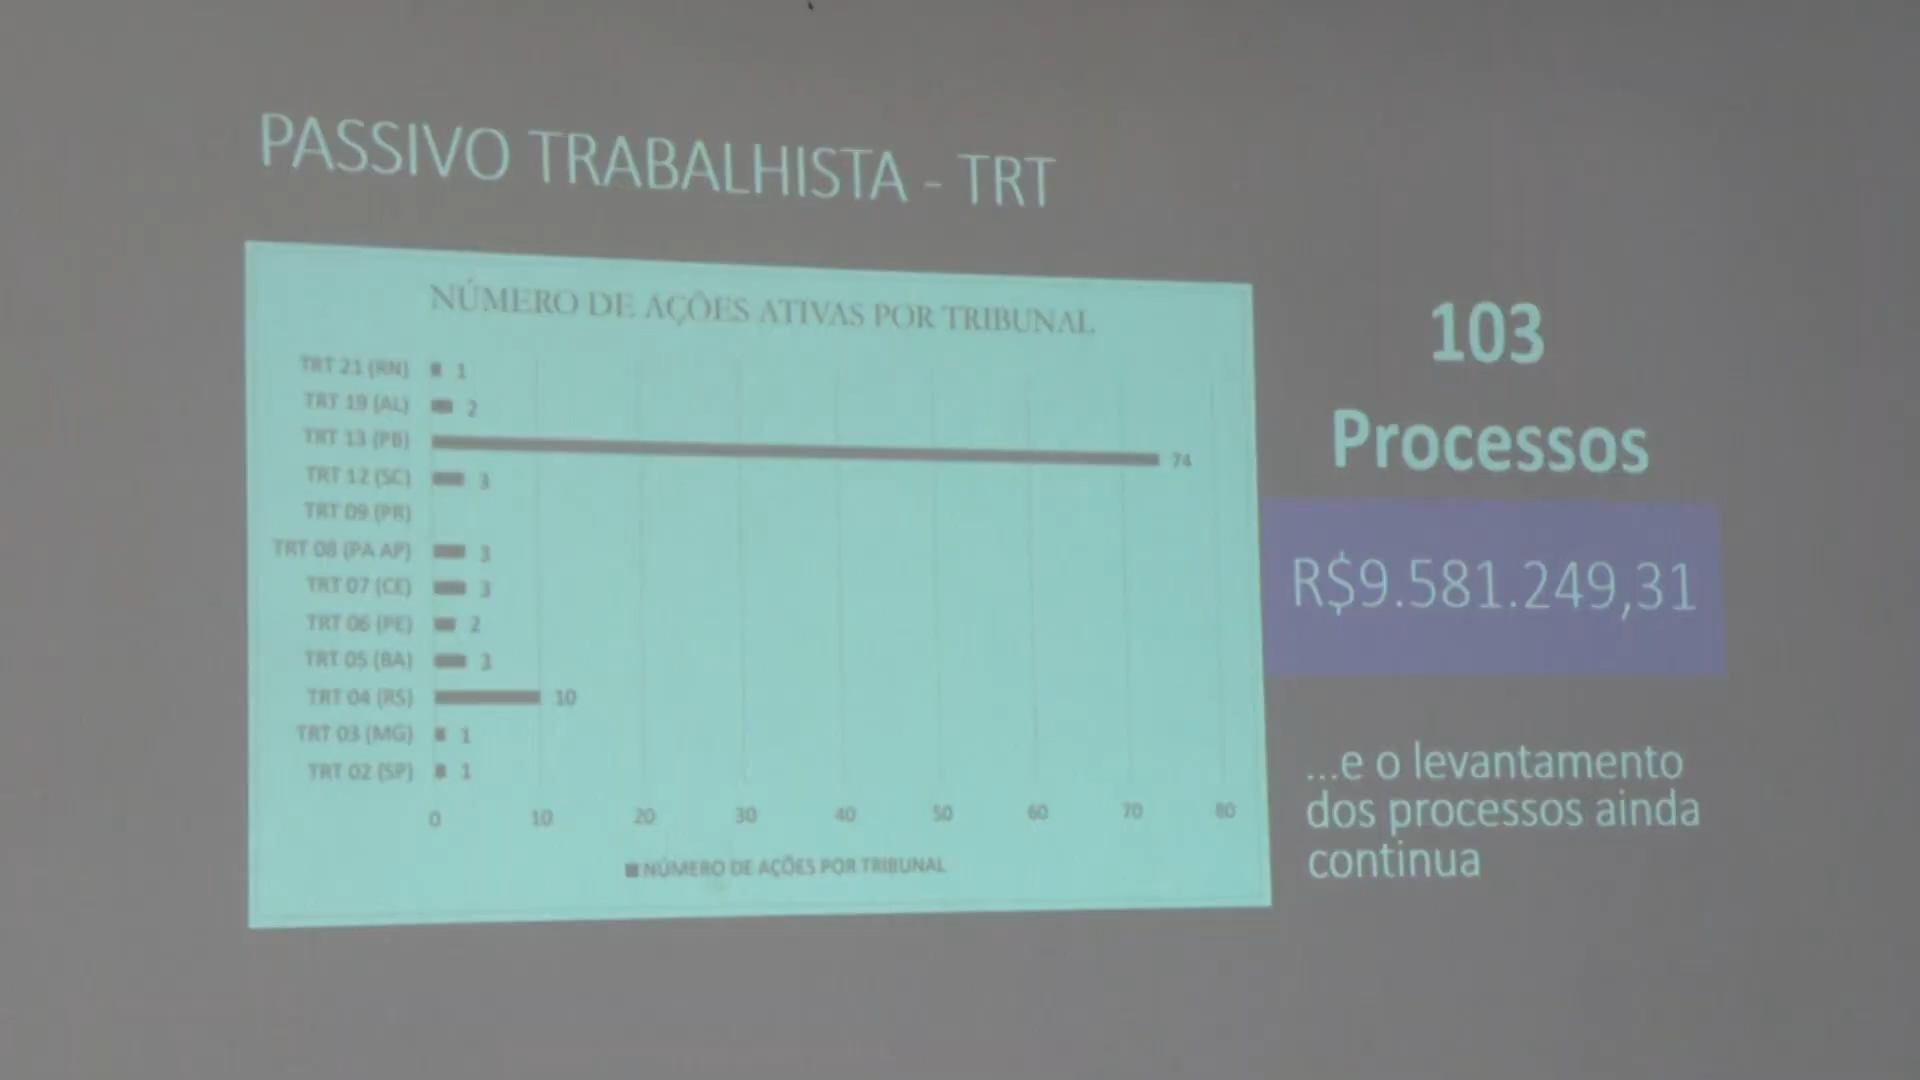 PASSIVO TRABALHISTA - TRT
NÚMERO DE AÇÕES ATIVAS POR TRIBUNAL
TRT 21 (RN) 1
TRT 19 (AL) 2
TRT 13 (PB) 74
TRT 12 (SC) 3
TRT 09 (PR)
TRT 08 (PA AP) 3
TRT 07 (CE) 3
TRT 06 (PE) 2
TRT 05 (BA) 3
TRT 04 (RS) 10
TRT 03 (MG) 1
TRT 02 (SP) 1
0 10 20 30 40 50 60 70 80
NÚMERO DE AÇÕES POR TRIBUNAL
103
Processos
R$9.581.249,31
...e o levantamento
dos processos ainda
continua